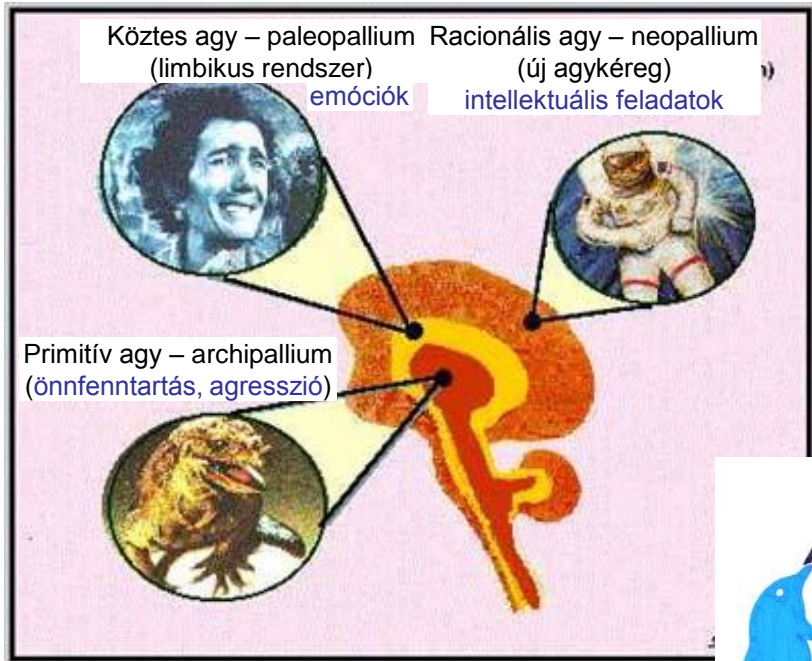 Köztes agy – paleopallium
(limbikus rendszer)
emóciók
Racionális agy – neopallium
(új agykéreg)
intellektuális feladatok
Primitív agy – archipallium
(önnfenntartás, agresszió)